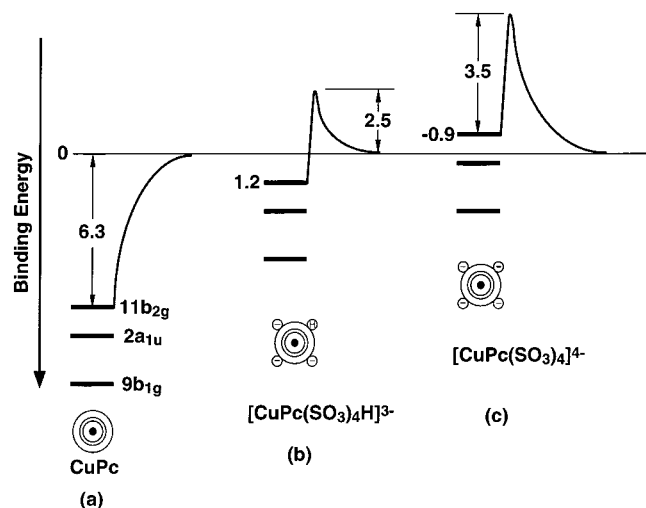 3.5
-0.9
2.5
0
1.2
Binding Energy
6.3
11b2g
2a1u
9b1g
H
[CuPc(SO3)4]4-
[CuPc(SO3)4H]3-
CuPc
(a)
(b)
(c)